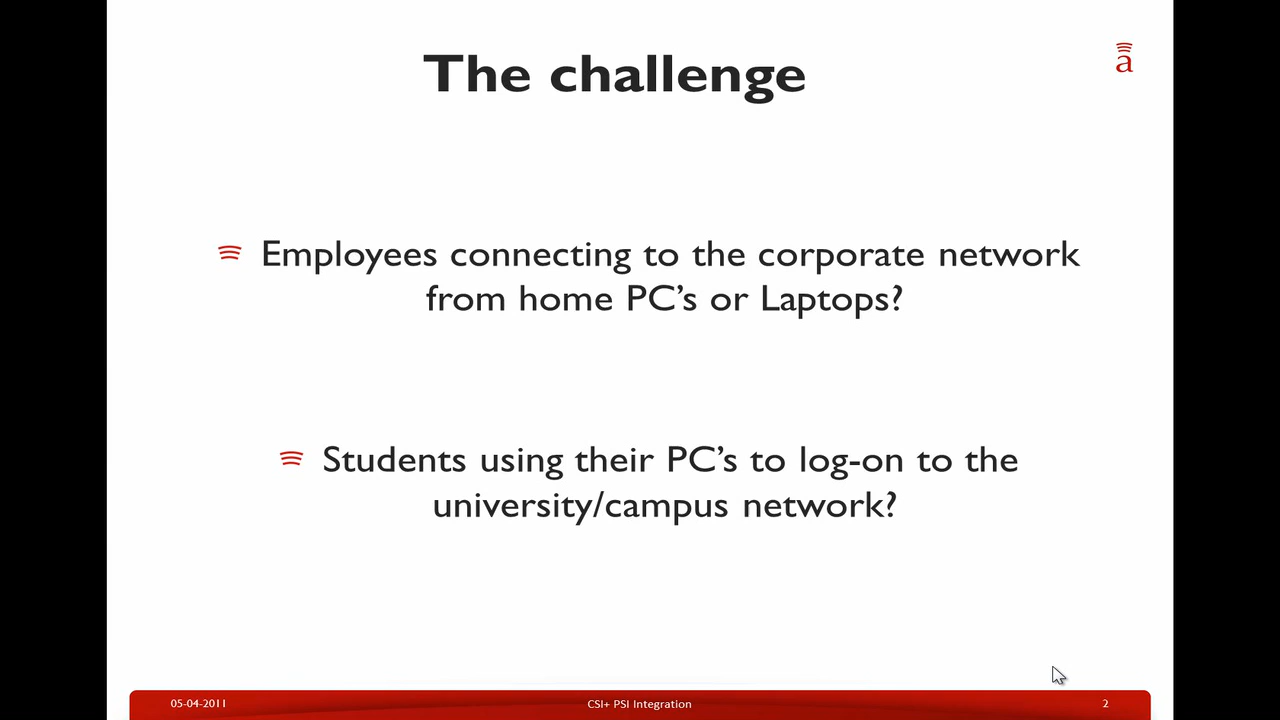 The challenge
a
Employees connecting to the corporate network
from home PC’s or Laptops?
Students using their PC’s to log-on to the
university/campus network?
05-04-2011
CSI+ PSI Integration
2